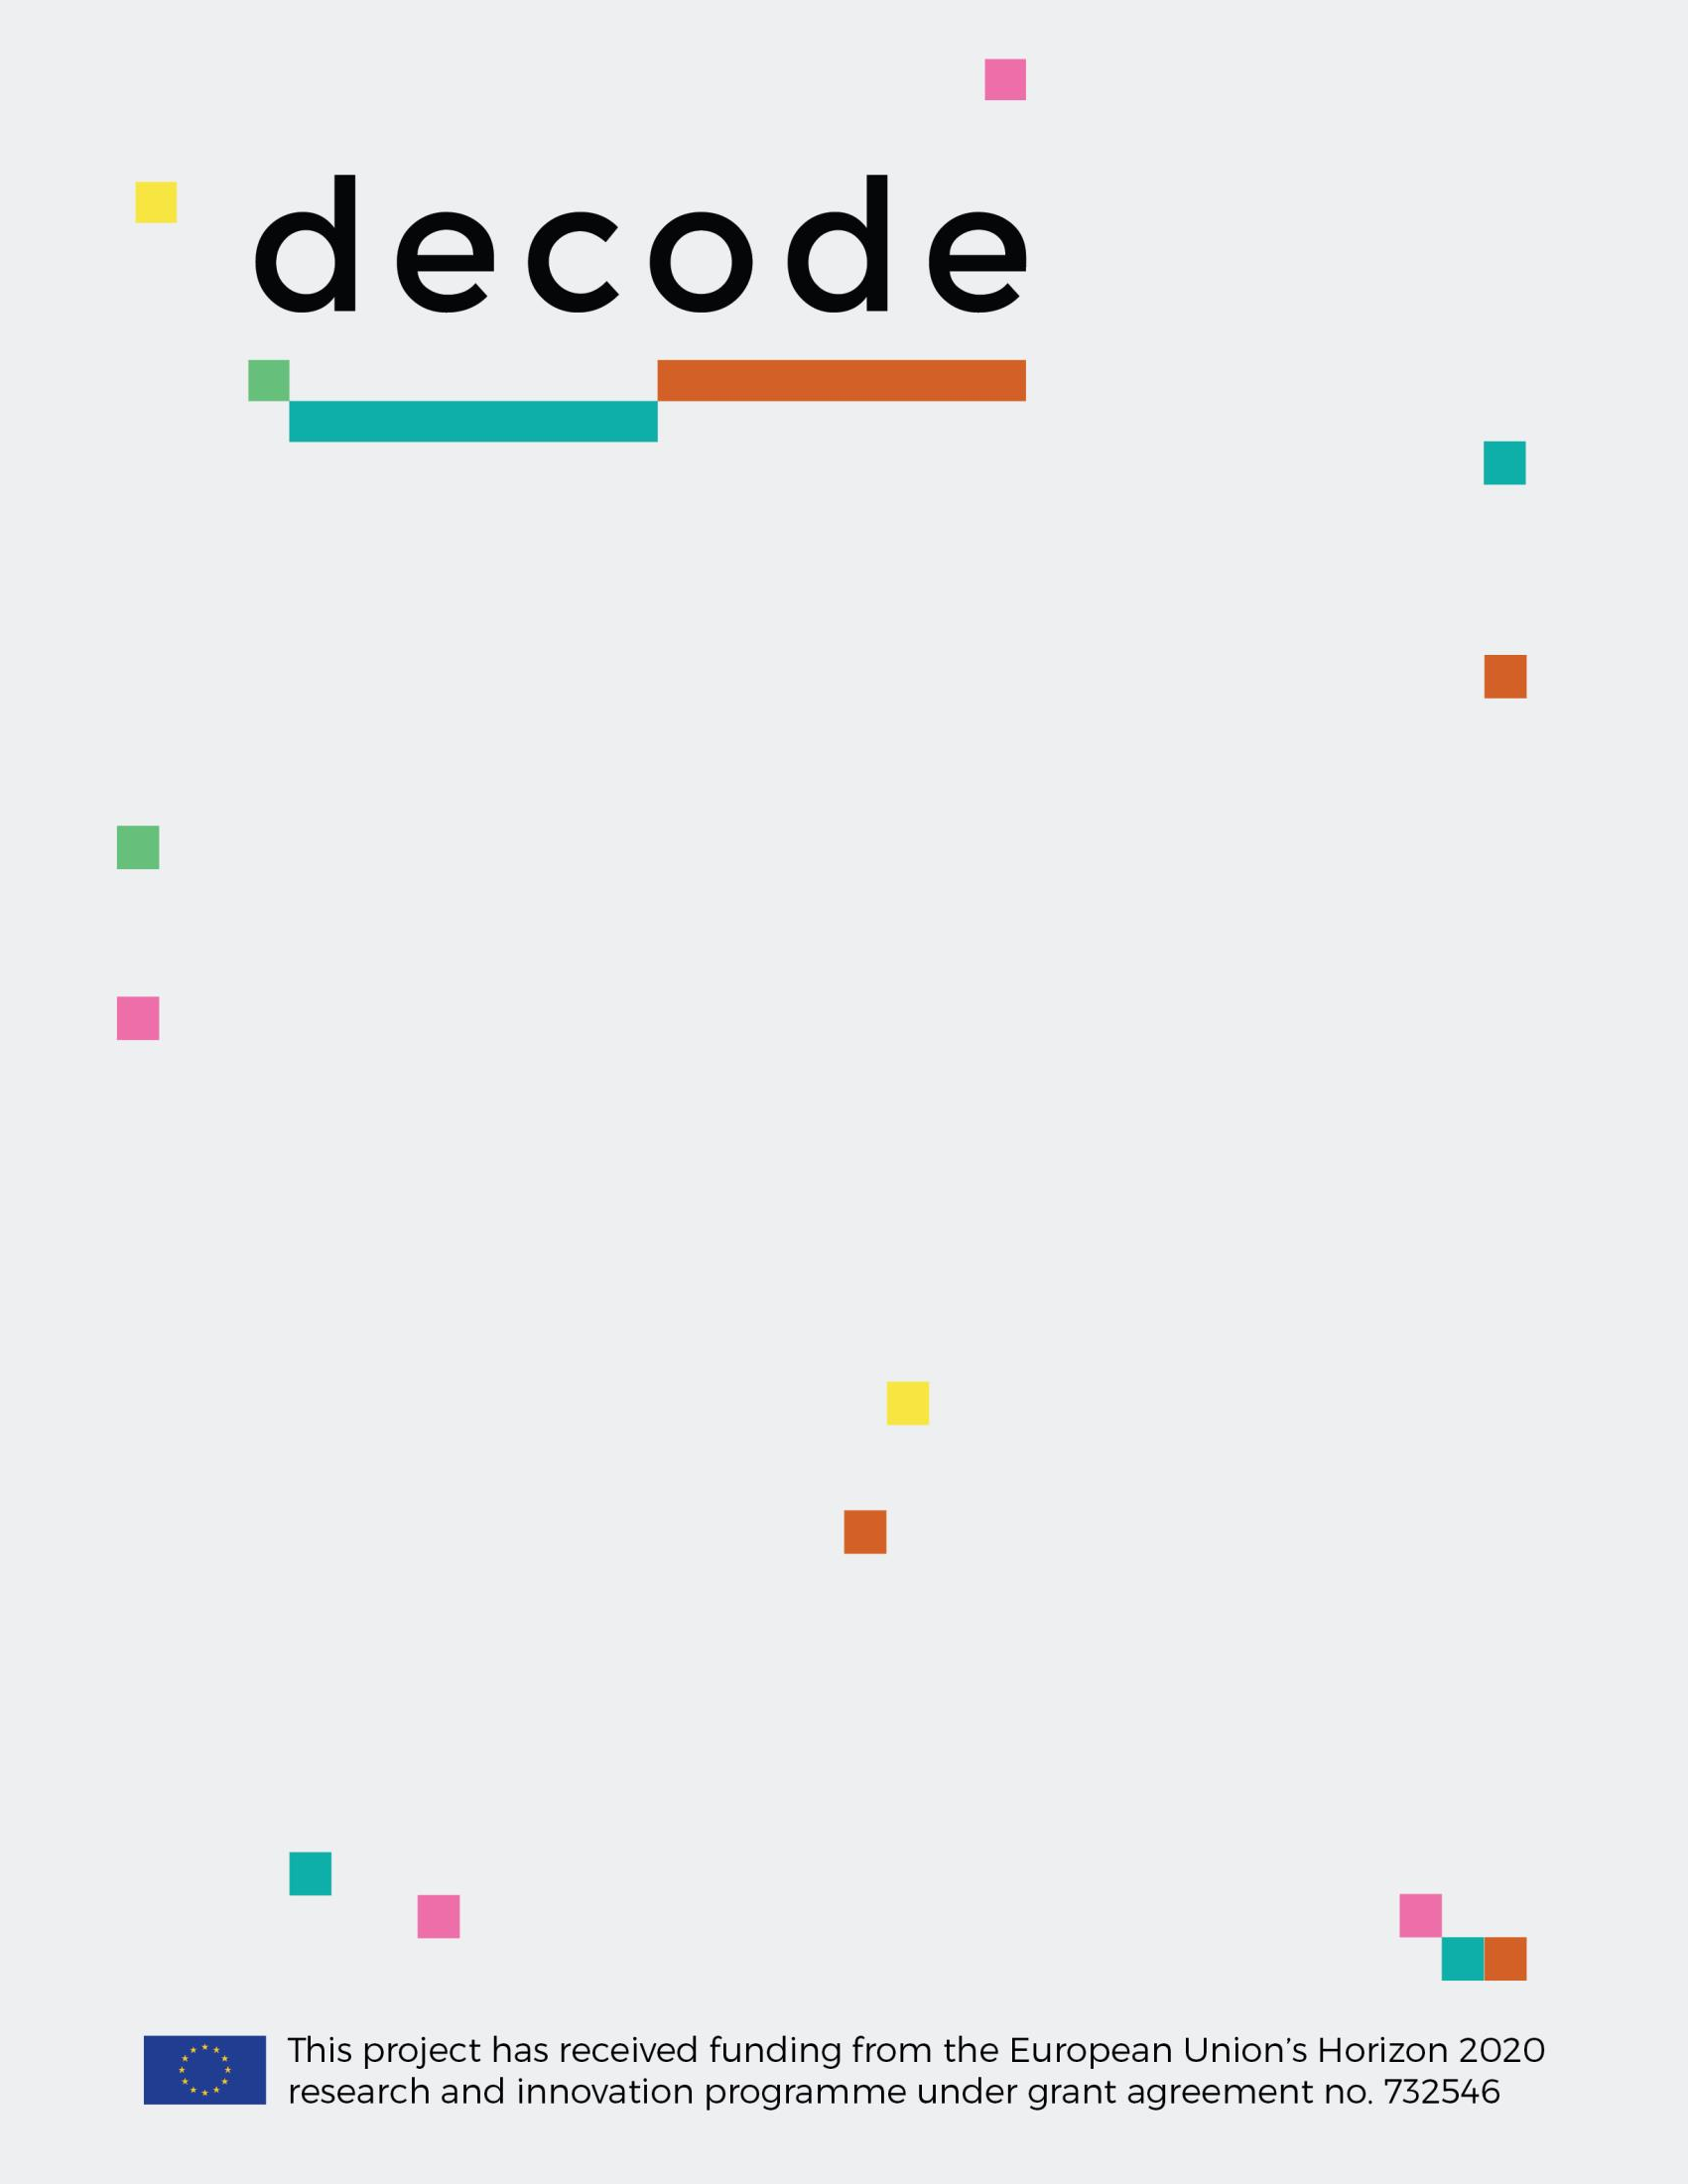 decode
This project has received funding from the European Union’s Horizon 2020
research and innovation programme under grant agreement no. 732546